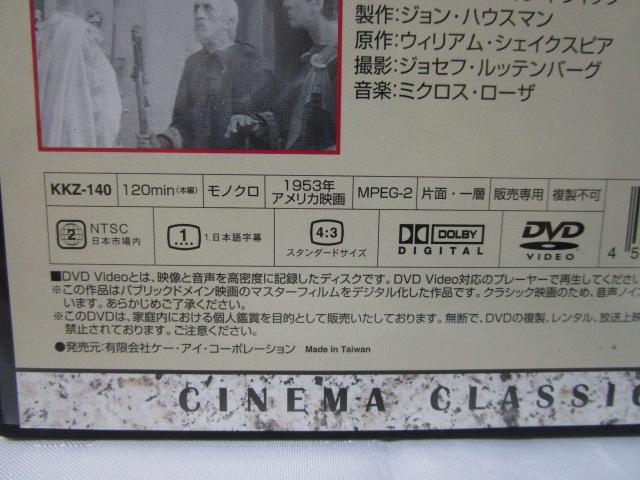 製作：ジョン・ハウスマン
原作：ウィリアム・シェイクスピア
撮影：ジョセフ・ルッテンバーグ
音楽：ミクロス・ローザ
KKZ-140 120min（本編） モノクロ 1953年 アメリカ映画 MPEG-2 片面・一層 販売専用 複製不可
2 NTSC 日本市場内 1 1.日本語字幕 4:3 スタンダードサイズ DOLBY DIGITAL DVD VIDEO
4 5
■DVD Videoとは、映像と音声を高密度に記録したディスクです。DVD Video対応のプレーヤーで再生してください
※この作品はパブリックドメイン映画のマスターフィルムをデジタル化した作品です。クラシック映画のため、音声ノイズ
います。あらかじめご了承ください。
※このDVDは、家庭内における個人鑑賞を目的として販売いたしております。無断で、DVDの複製、レンタル、放送上映
禁止されております。ご注意ください。
●発売元：有限会社ケー・アイ・コーポレーション Made in Taiwan
CINEMA CLASSIC